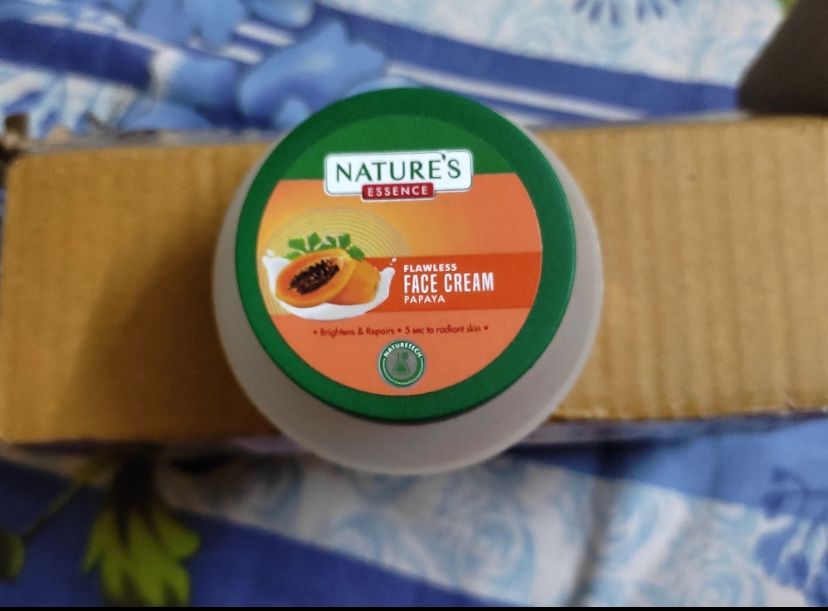 NATURE'S
ESSENCE
FLAWLESS
FACE CREAM
PAPAYA
• Brightens & Repairs • 5 sec to radiant skin •
NATURETECH